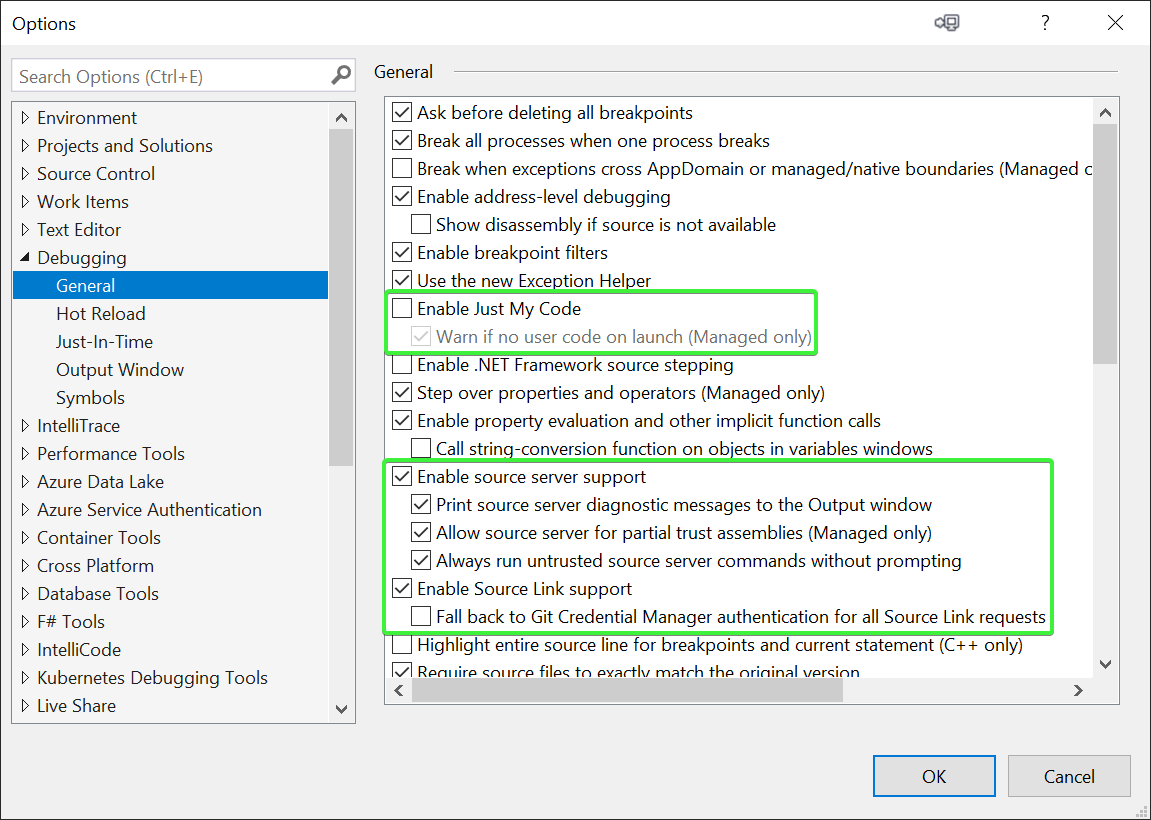 Options
?
Search Options (Ctrl+E)
Environment
Projects and Solutions
Source Control
Work Items
Text Editor
Debugging
General
Hot Reload
Just-In-Time
Output Window
Symbols
IntelliTrace
Performance Tools
Azure Data Lake
Azure Service Authentication
Container Tools
Cross Platform
Database Tools
F# Tools
IntelliCode
Kubernetes Debugging Tools
Live Share
General
Ask before deleting all breakpoints
Break all processes when one process breaks
Break when exceptions cross AppDomain or managed/native boundaries (Managed c
Enable address-level debugging
Show disassembly if source is not available
Enable breakpoint filters
Use the new Exception Helper
Enable Just My Code
Warn if no user code on launch (Managed only)
Enable .NET Framework source stepping
Step over properties and operators (Managed only)
Enable property evaluation and other implicit function calls
Call string-conversion function on objects in variables windows
Enable source server support
Print source server diagnostic messages to the Output window
Allow source server for partial trust assemblies (Managed only)
Always run untrusted source server commands without prompting
Enable Source Link support
Fall back to Git Credential Manager authentication for all Source Link requests
Highlight entire source line for breakpoints and current statement (C++ only)
Require source files to exactly match the original version
OK
Cancel